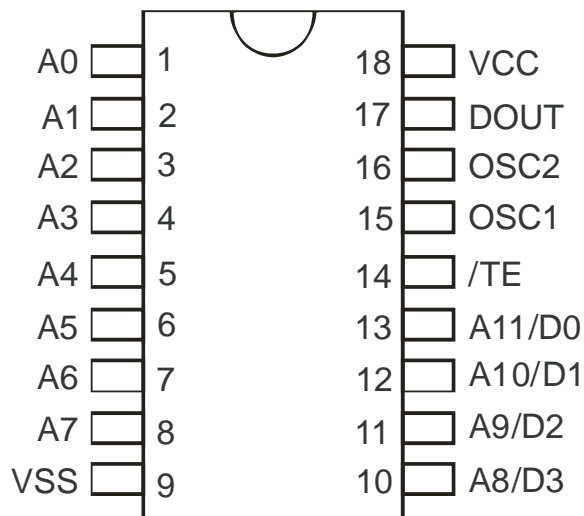 A0 1 18 VCC
A1 2 17 DOUT
A2 3 16 OSC2
A3 4 15 OSC1
A4 5 14 /TE
A5 6 13 A11/D0
A6 7 12 A10/D1
A7 8 11 A9/D2
VSS 9 10 A8/D3